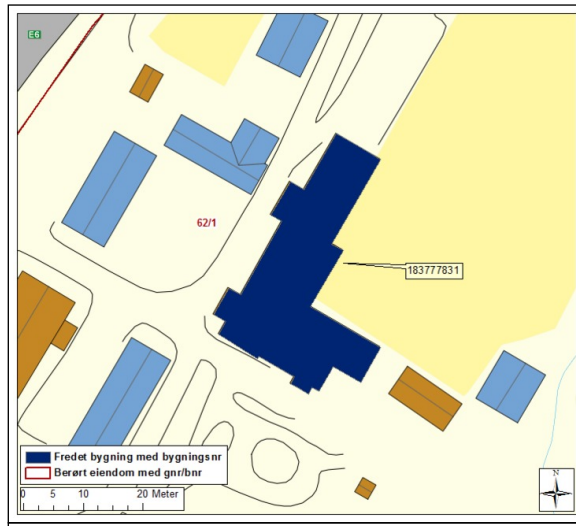 E6
62/1
183777831
Fredet bygning med bygningsnr
Berørt eiendom med gnr/bnr
0 5 10 20 Meter
N